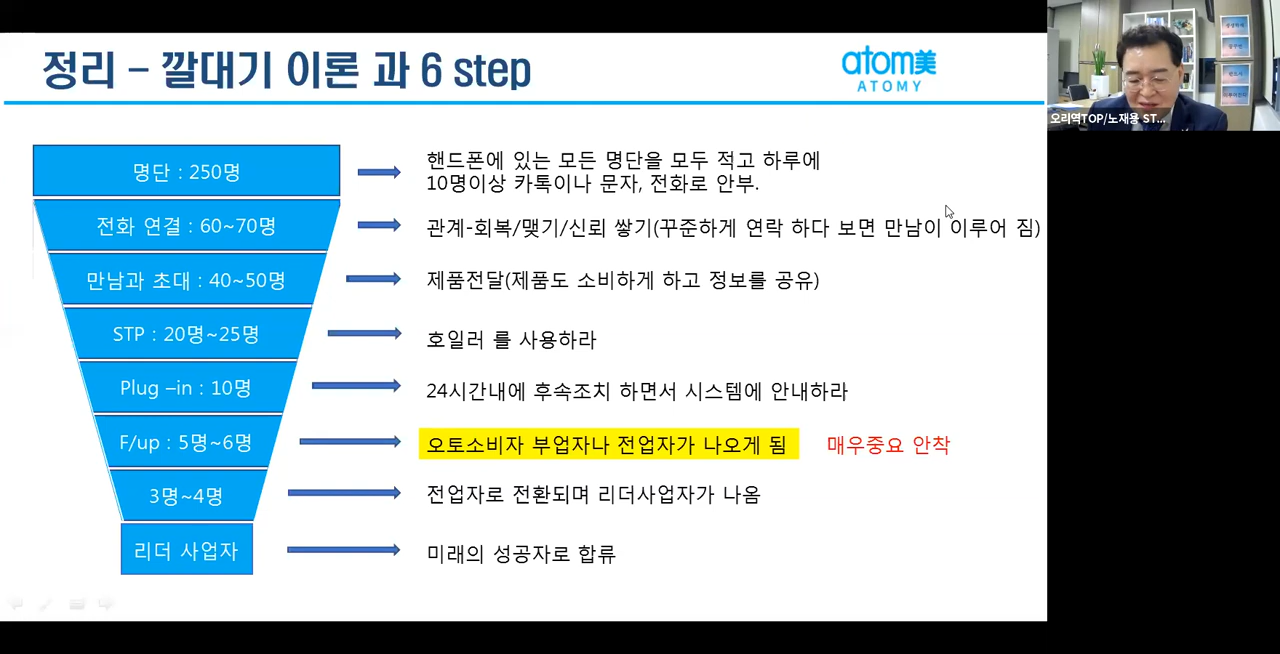 정리 – 깔대기 이론 과 6 step
atom美
ATOMY
오리역TOP/노재용 ST...
명단 : 250명
핸드폰에 있는 모든 명단을 모두 적고 하루에
10명이상 카톡이나 문자, 전화로 안부.
전화 연결 : 60~70명
관계-회복/맺기/신뢰 쌓기(꾸준하게 연락 하다 보면 만남이 이루어 짐)
만남과 초대 : 40~50명
제품전달(제품도 소비하게 하고 정보를 공유)
STP : 20명~25명
호일러 를 사용하라
Plug –in : 10명
24시간내에 후속조치 하면서 시스템에 안내하라
F/up : 5명~6명
오토소비자 부업자나 전업자가 나오게 됨 매우중요 안착
3명~4명
전업자로 전환되며 리더사업자가 나옴
리더 사업자
미래의 성공자로 합류